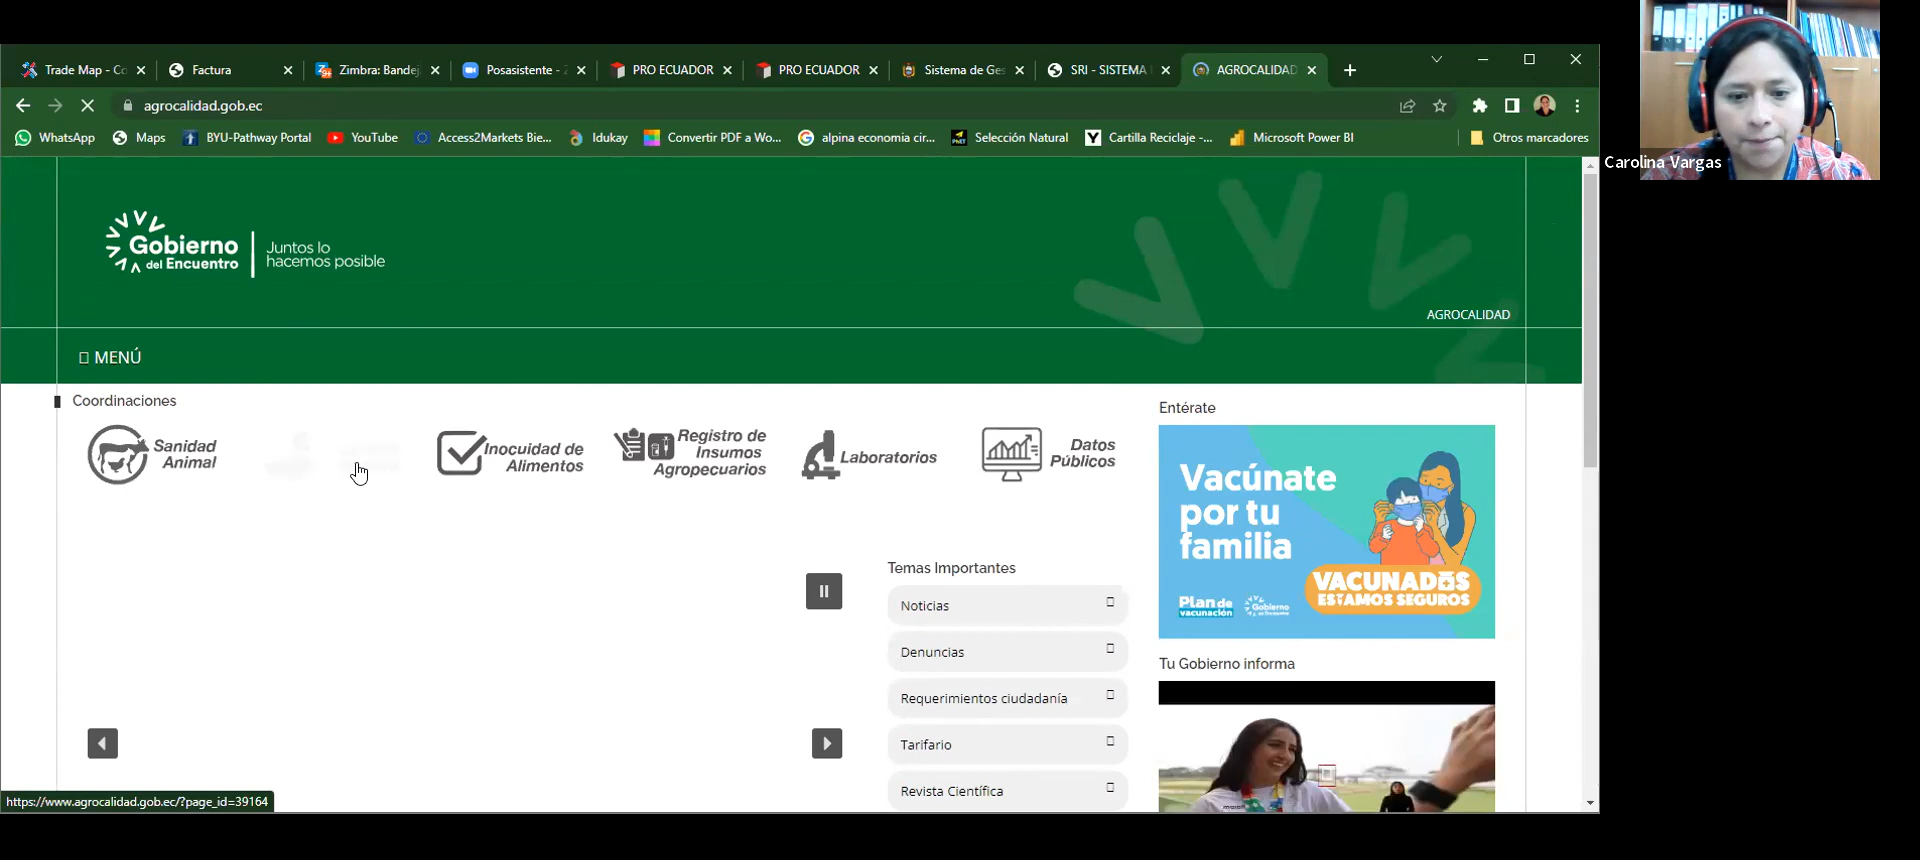 Trade Map - Co
Factura
Zimbra: Bandej
Posasistente - Z
PRO ECUADOR
PRO ECUADOR
Sistema de Ges
SRI - SISTEMA
AGROCALIDAD
agrocalidad.gob.ec
WhatsApp
Maps
BYU-Pathway Portal
YouTube
Access2Markets Bie...
Idukay
Convertir PDF a Wo...
alpina economia cir...
Selección Natural
Cartilla Reciclaje -...
Microsoft Power BI
Otros marcadores
Carolina Vargas
Gobierno
del Encuentro
Juntos lo
hacemos posible
AGROCALIDAD
MENÚ
Coordinaciones
Sanidad
Animal
Inocuidad de
Alimentos
Registro de
Insumos
Agropecuarios
Laboratorios
Datos
Públicos
Entérate
Vacúnate
por tu
familia
VACUNADOS
ESTAMOS SEGUROS
Plan de
vacunación
Gobierno
Temas Importantes
Noticias
Denuncias
Requerimientos ciudadanía
Tarifario
Revista Científica
Tu Gobierno informa
https://www.agrocalidad.gob.ec/?page_id=39164